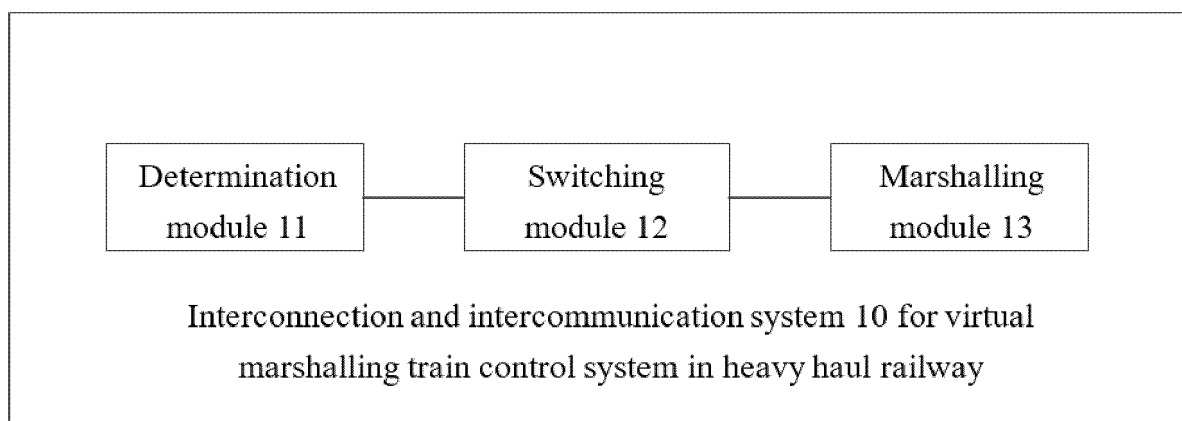 Determination
module 11
Switching
module 12
Marshalling
module 13
Interconnection and intercommunication system 10 for virtual
marshalling train control system in heavy haul railway